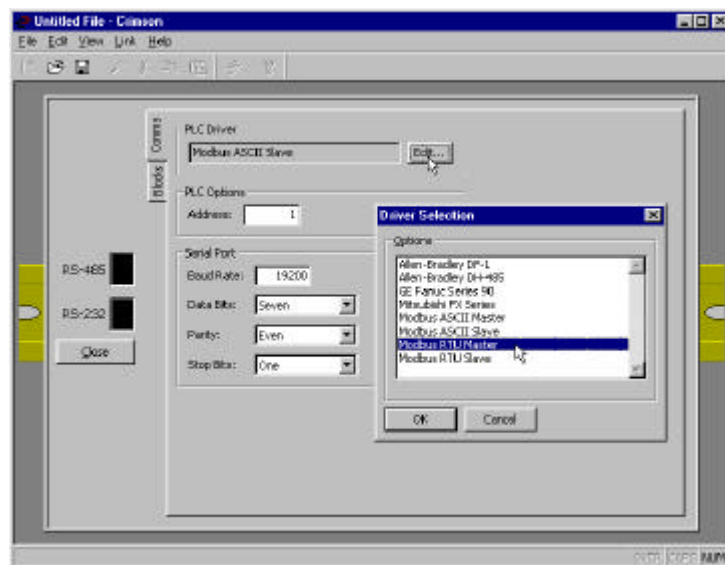 Untitled File - Crimson
File Edit View Link Help
Comms
Blocks
PLC Driver
Modbus ASCII Slave
Edit...
PLC Options
Address: 1
Serial Port
Baud Rate: 19200
Data Bits: Seven
Parity: Even
Stop Bits: One
RS-485
RS-232
Close
Driver Selection
Options
Allen-Bradley DF-1
Allen-Bradley DH-485
GE Fanuc Series 90
Mitsubishi FX Series
Modbus ASCII Master
Modbus ASCII Slave
Modbus RTU Master
Modbus RTU Slave
OK Cancel
OVER CAPS NUM